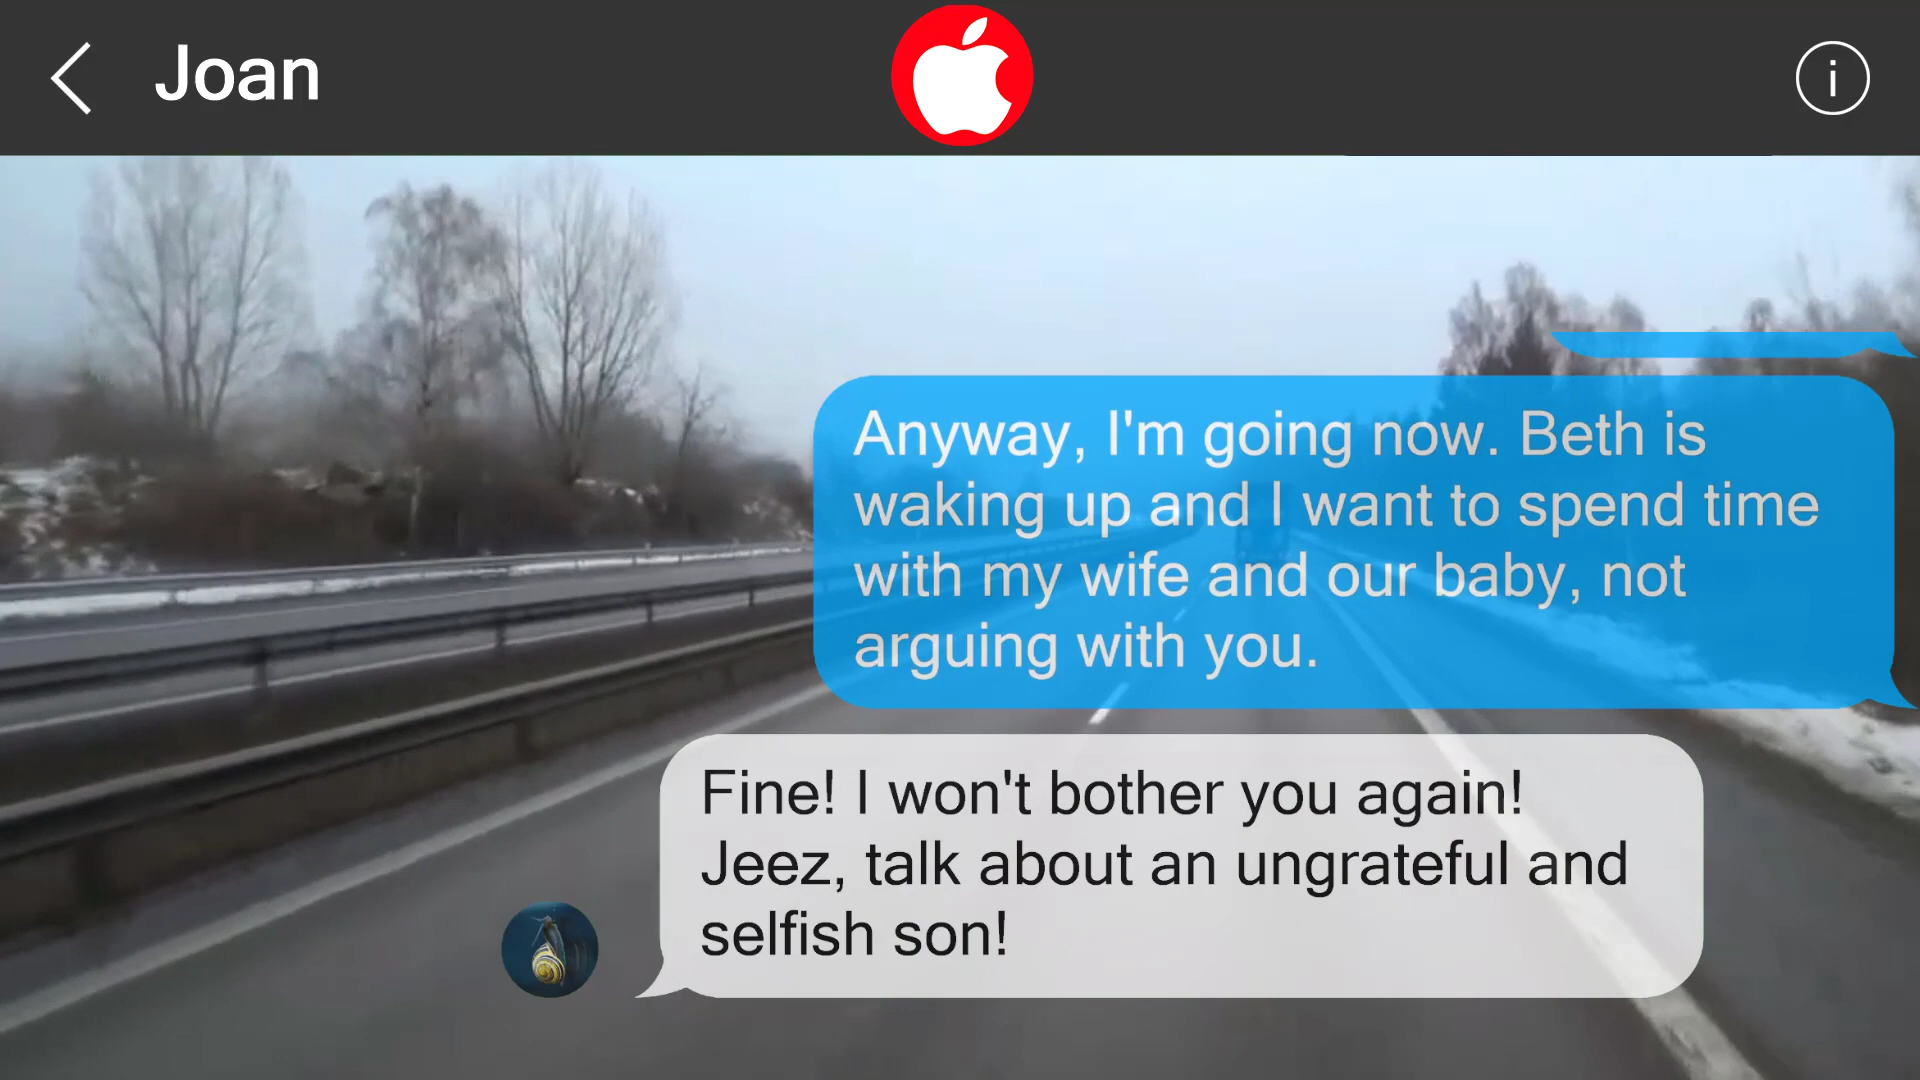 Joan
i
Anyway, I'm going now. Beth is
waking up and I want to spend time
with my wife and our baby, not
arguing with you.
Fine! I won't bother you again!
Jeez, talk about an ungrateful and
selfish son!